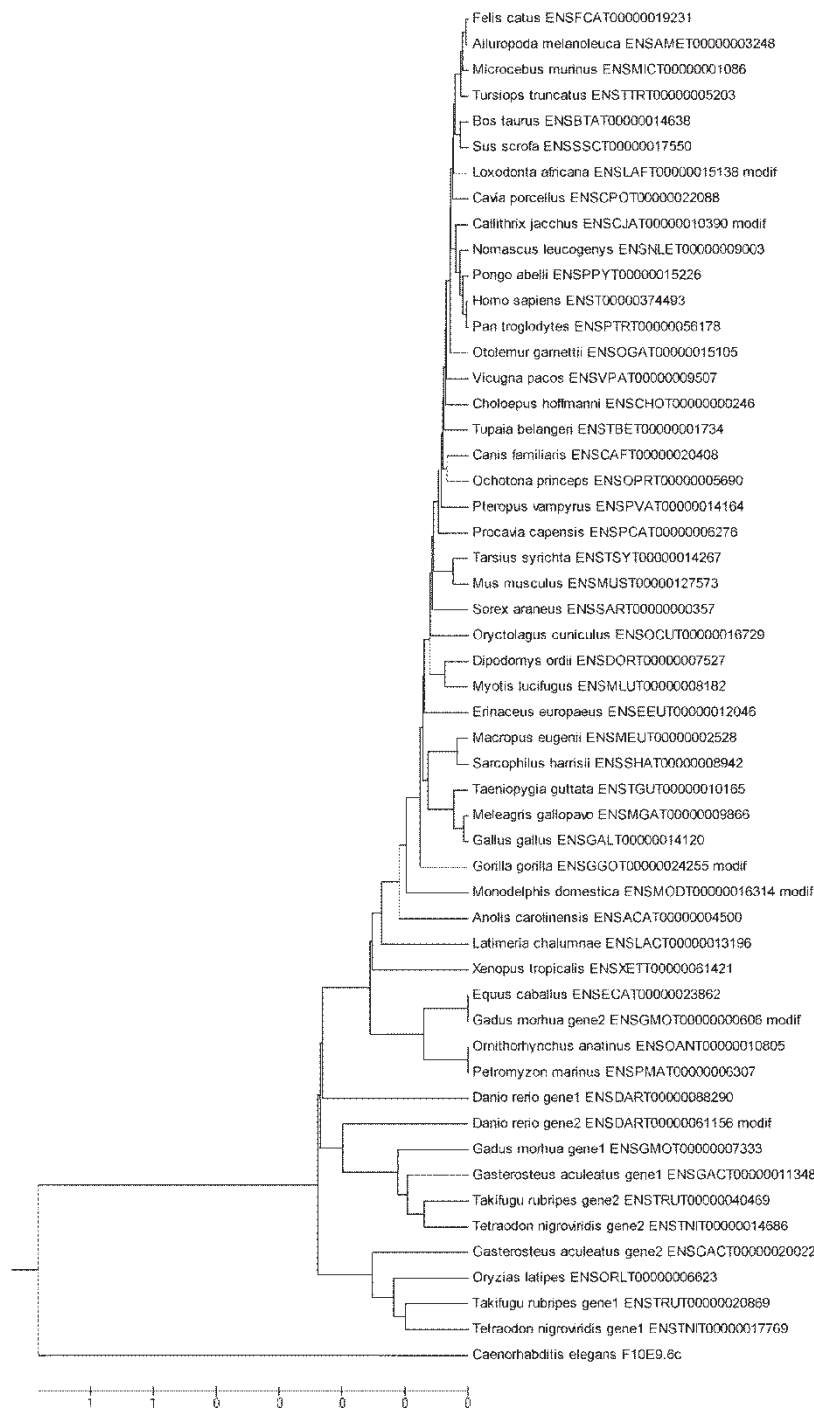 Felis catus ENSFCAT00000019231
Ailuropoda melanoleuca ENSAMET00000003248
Microcebus murinus ENSMICT00000001086
Tursiops truncatus ENSTTRT00000005203
Bos taurus ENSBTAT00000014638
Sus scrofa ENSSSCT00000017550
Loxodonta africana ENSLAFT00000015138 modif
Cavia porcellus ENSCPOT00000022088
Callithrix jacchus ENSCJAT00000010390 modif
Nomascus leucogenys ENSNLET00000009003
Pongo abelii ENSPPYT00000015226
Homo sapiens ENST00000374493
Pan troglodytes ENSPTRT00000056178
Otolemur garnettii ENSOGAT00000015105
Vicugna pacos ENSVPAT00000009507
Choloepus hoffmanni ENSCHOT00000000246
Tupaia belangeri ENSTBET00000001734
Canis familiaris ENSCAFT00000020408
Ochotona princeps ENSOPRT00000005690
Pteropus vampyrus ENSPVAT00000014164
Procavia capensis ENSPCAT00000006276
Tarsius syrichta ENSTSYT00000014267
Mus musculus ENSMUST00000127573
Sorex araneus ENSSART00000000357
Oryctolagus cuniculus ENSOCUT00000016729
Dipodomys ordii ENSDORT00000007527
Myotis lucifugus ENSMLUT00000008182
Erinaceus europaeus ENSEEUT00000012046
Macropus eugenii ENSMEUT00000002528
Sarcophilus harrisii ENSSHAT00000008942
Taeniopygia guttata ENSTGUT00000010165
Meleagris gallopavo ENSMGAT00000009866
Gallus gallus ENSGALT00000014120
Gorilla gorilla ENSGGOT00000024255 modif
Monodelphis domestica ENSMODT00000016314 modif
Anolis carolinensis ENSACAT00000004500
Latimeria chalumnae ENSLACT00000013196
Xenopus tropicalis ENSXETT00000061421
Equus caballus ENSECAT00000023862
Gadus morhua gene2 ENSGMOT00000000606 modif
Ornithorhynchus anatinus ENSOANT00000010805
Petromyzon marinus ENSPMAT00000006307
Danio rerio gene1 ENSDART00000088290
Danio rerio gene2 ENSDART00000061156 modif
Gadus morhua gene1 ENSGMOT00000007333
Gasterosteus aculeatus gene1 ENSGACT00000011348
Takifugu rubripes gene2 ENSTRUT00000040469
Tetraodon nigroviridis gene2 ENSTNIT00000014686
Gasterosteus aculeatus gene2 ENSGACT00000020022
Oryzias latipes ENSORLT00000006623
Takifugu rubripes gene1 ENSTRUT00000020869
Tetraodon nigroviridis gene1 ENSTNIT00000017769
Caenorhabditis elegans F10E9.6c
1 1 0 0 0 0 0